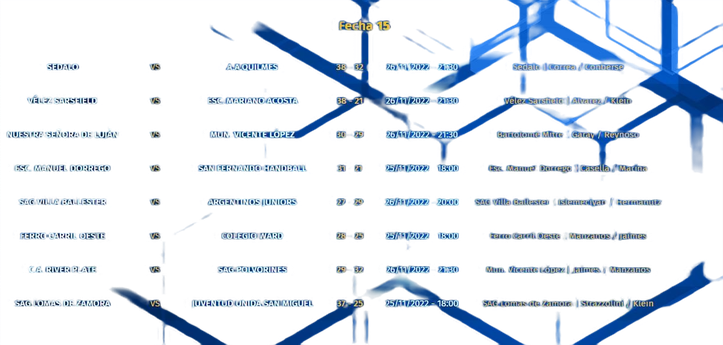 Fecha 15
SEDALO VS A.A.QUILMES 38 - 32 26/11/2022 - 21:30 Sedalo | Correa /
VÉLEZ SARSFIELD VS ESC. MARIANO ACOSTA 38 - 21 26/11/2022 - 21:30 Vélez Sarsfield | Alvarez / Klein
NUESTRA SEÑORA DE LUJÁN VS MUN. VICENTE LÓPEZ 30 - 29 26/11/2022 - 21:30 Bartolomé Mitre | Garay / Reynoso
ESC. MANUEL DORREGO VS SAN FERNANDO HANDBALL 31 - 21 25/11/2022 - 18:00 Esc. Manuel Dorrego | Casella / Marina
SAG VILLA BALLESTER VS ARGENTINOS JUNIORS 27 - 29 26/11/2022 - 20:00 SAG Villa Ballester |
FERRO CARRIL OESTE VS COLEGIO WARD 28 - 25 25/11/2022 - 18:00 Ferro Carril Oeste | Manzanos / Jaimes
C.A. RIVER PLATE VS SAG POLVORINES 29 - 32 26/11/2022 - 21:30 Mun. Vicente López | Jaimes / Manzanos
SAG LOMAS DE ZAMORA VS JUVENTUD UNIDA SAN MIGUEL 37 - 25 25/11/2022 - 18:00 SAG Lomas de Zamora | Strazzolini / Klein